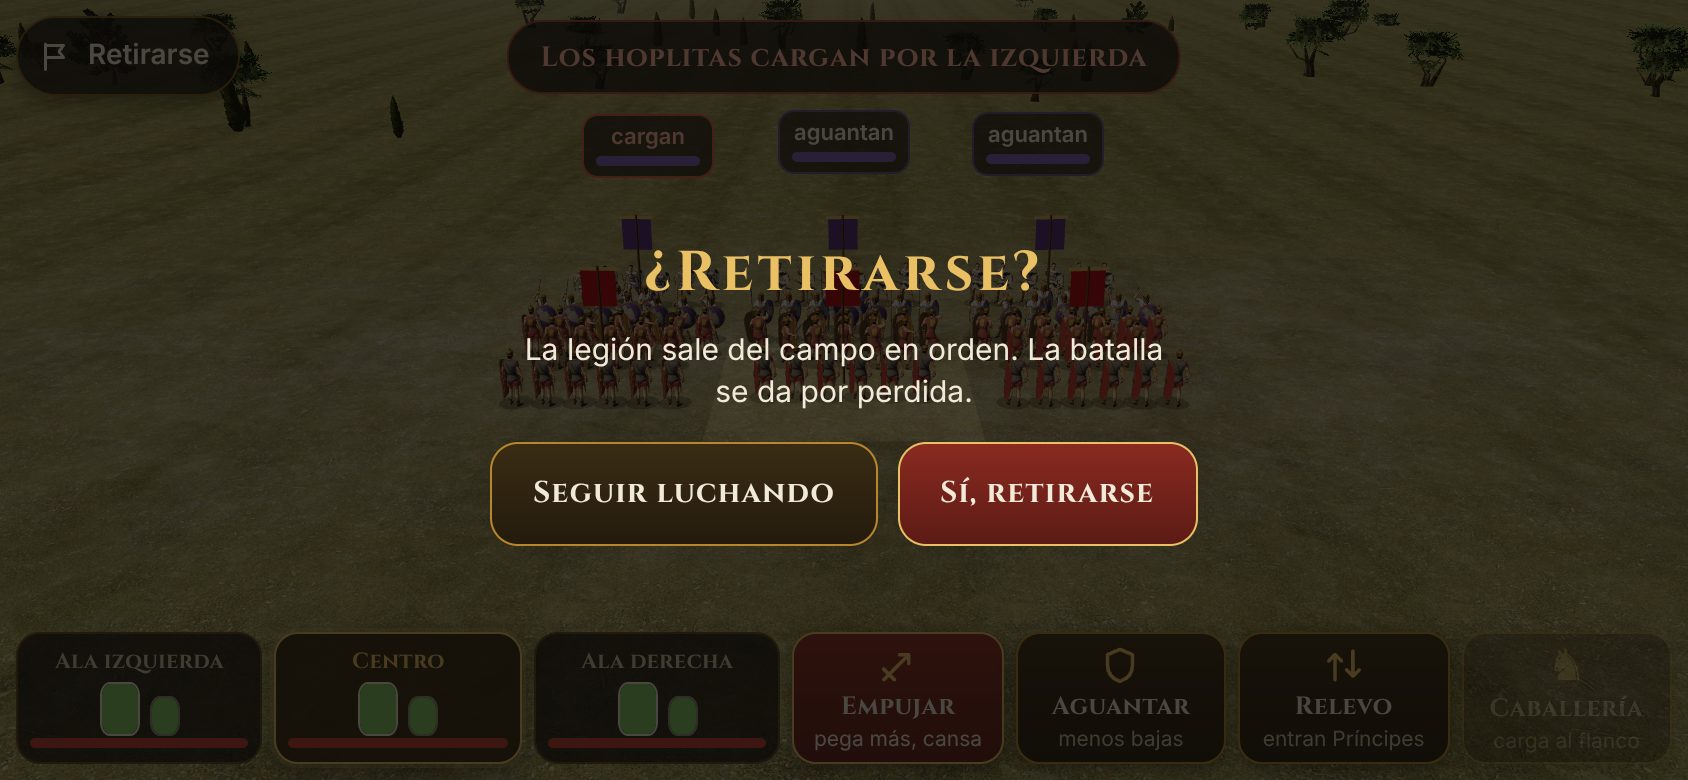 Retirarse
Los hoplitas cargan por la izquierda
cargan
aguantan
aguantan
¿Retirarse?
La legión sale del campo en orden. La batalla
se da por perdida.
Seguir luchando
Sí, retirarse
Ala izquierda
Centro
Ala derecha
Empujar
pega más, cansa
Aguantar
menos bajas
Relevo
entran Príncipes
Caballería
carga al flanco